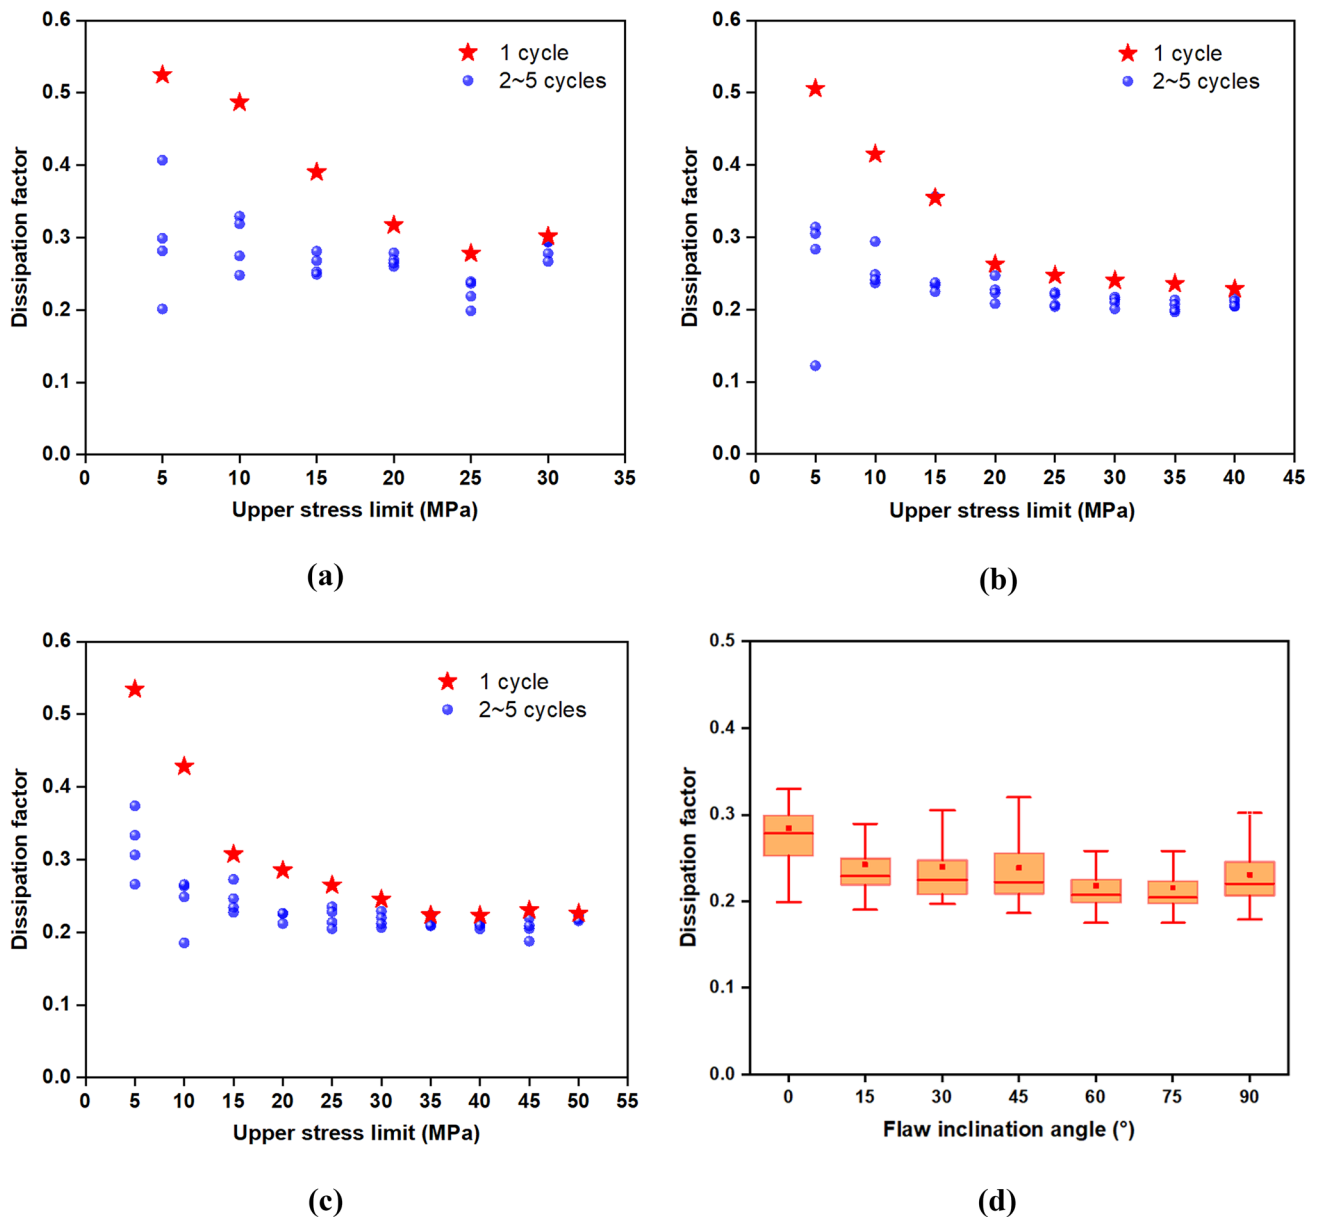 0.6
0.5
0.4
0.3
0.2
0.1
0.0
Dissipation factor
1 cycle
2~5 cycles
0 5 10 15 20 25 30 35
Upper stress limit (MPa)
(a)
0.6
0.5
0.4
0.3
0.2
0.1
0.0
Dissipation factor
1 cycle
2~5 cycles
0 5 10 15 20 25 30 35 40 45
Upper stress limit (MPa)
(b)
0.6
0.5
0.4
0.3
0.2
0.1
0.0
Dissipation factor
1 cycle
2~5 cycles
0 5 10 15 20 25 30 35 40 45 50 55
Upper stress limit (MPa)
(c)
0.5
0.4
0.3
0.2
0.1
0.0
Dissipation factor
0 15 30 45 60 75 90
Flaw inclination angle (°)
(d)